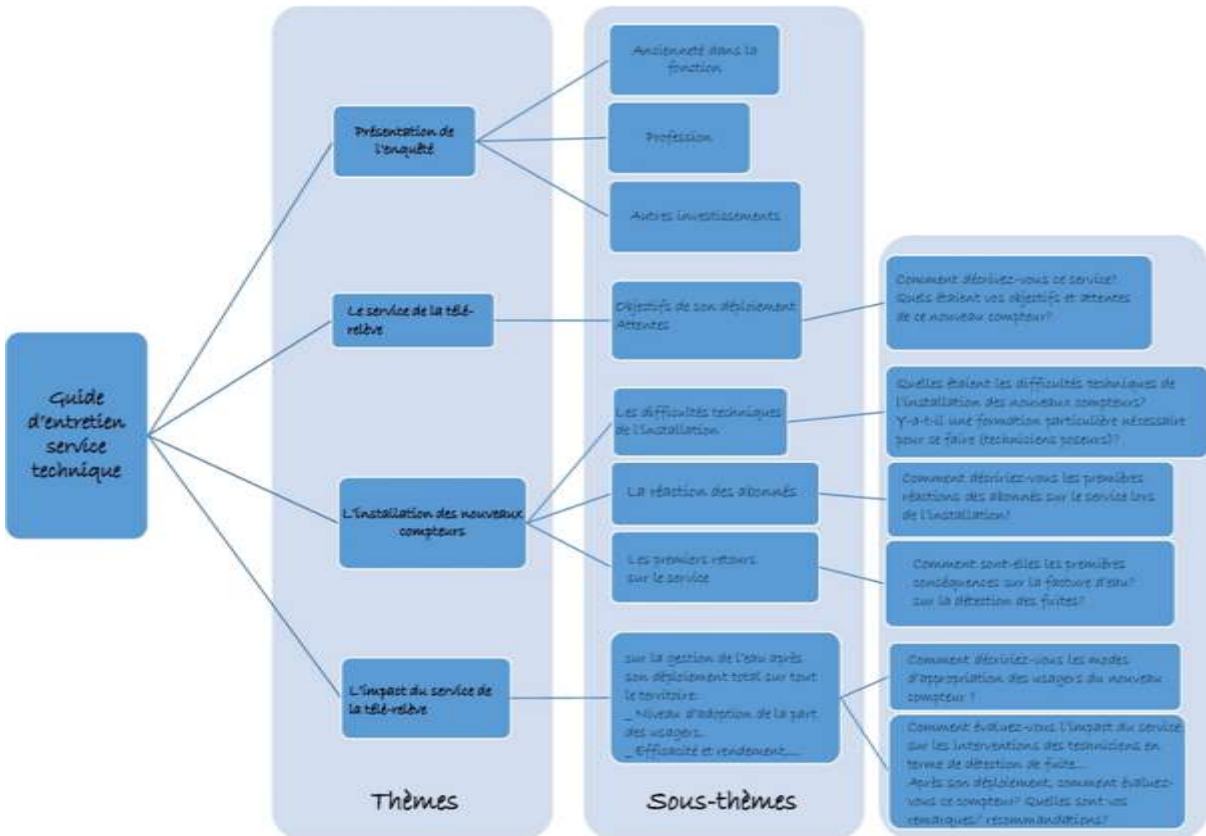 Guide
d'entretien
service
technique
Présentation de
l'enquêté
Le service de la télé-
relève
L'installation des nouveaux
compteurs
L'impact du service de
la télé-relève
Thèmes
Ancienneté dans la
fonction
Profession
Autres investissements
Objectifs de son déploiement
Attentes
Les difficultés techniques
de l'installation
La réaction des abonnés
Les premiers retours
sur le service
sur la gestion de l'eau après
son déploiement total sur tout
le territoire:
_ Niveau d'adoption de la part
des usagers..
_ Efficacité et rendement,....
Sous-thèmes
Comment décrivez-vous ce service?
Quels étaient vos objectifs et attentes
de ce nouveau compteur?
Quelles étaient les difficultés techniques de
l'installation des nouveaux compteurs?
Y-a-t-il une formation particulière nécessaire
pour se faire (techniciens poseurs)?
Comment décririez-vous les premières
réactions des abonnés sur le service lors
de l'installation?
Comment sont-elles les premières
conséquences sur la facture d'eau?
sur la détection des fuites?
Comment décririez-vous les modes
d'appropriation des usagers du nouveau
compteur ?
Comment évaluez-vous l'impact du service
sur les interventions des techniciens en
terme de détection de fuite...
Après son déploiement, comment évaluez-
vous ce compteur? Quelles sont vos
remarques/ recommandations?